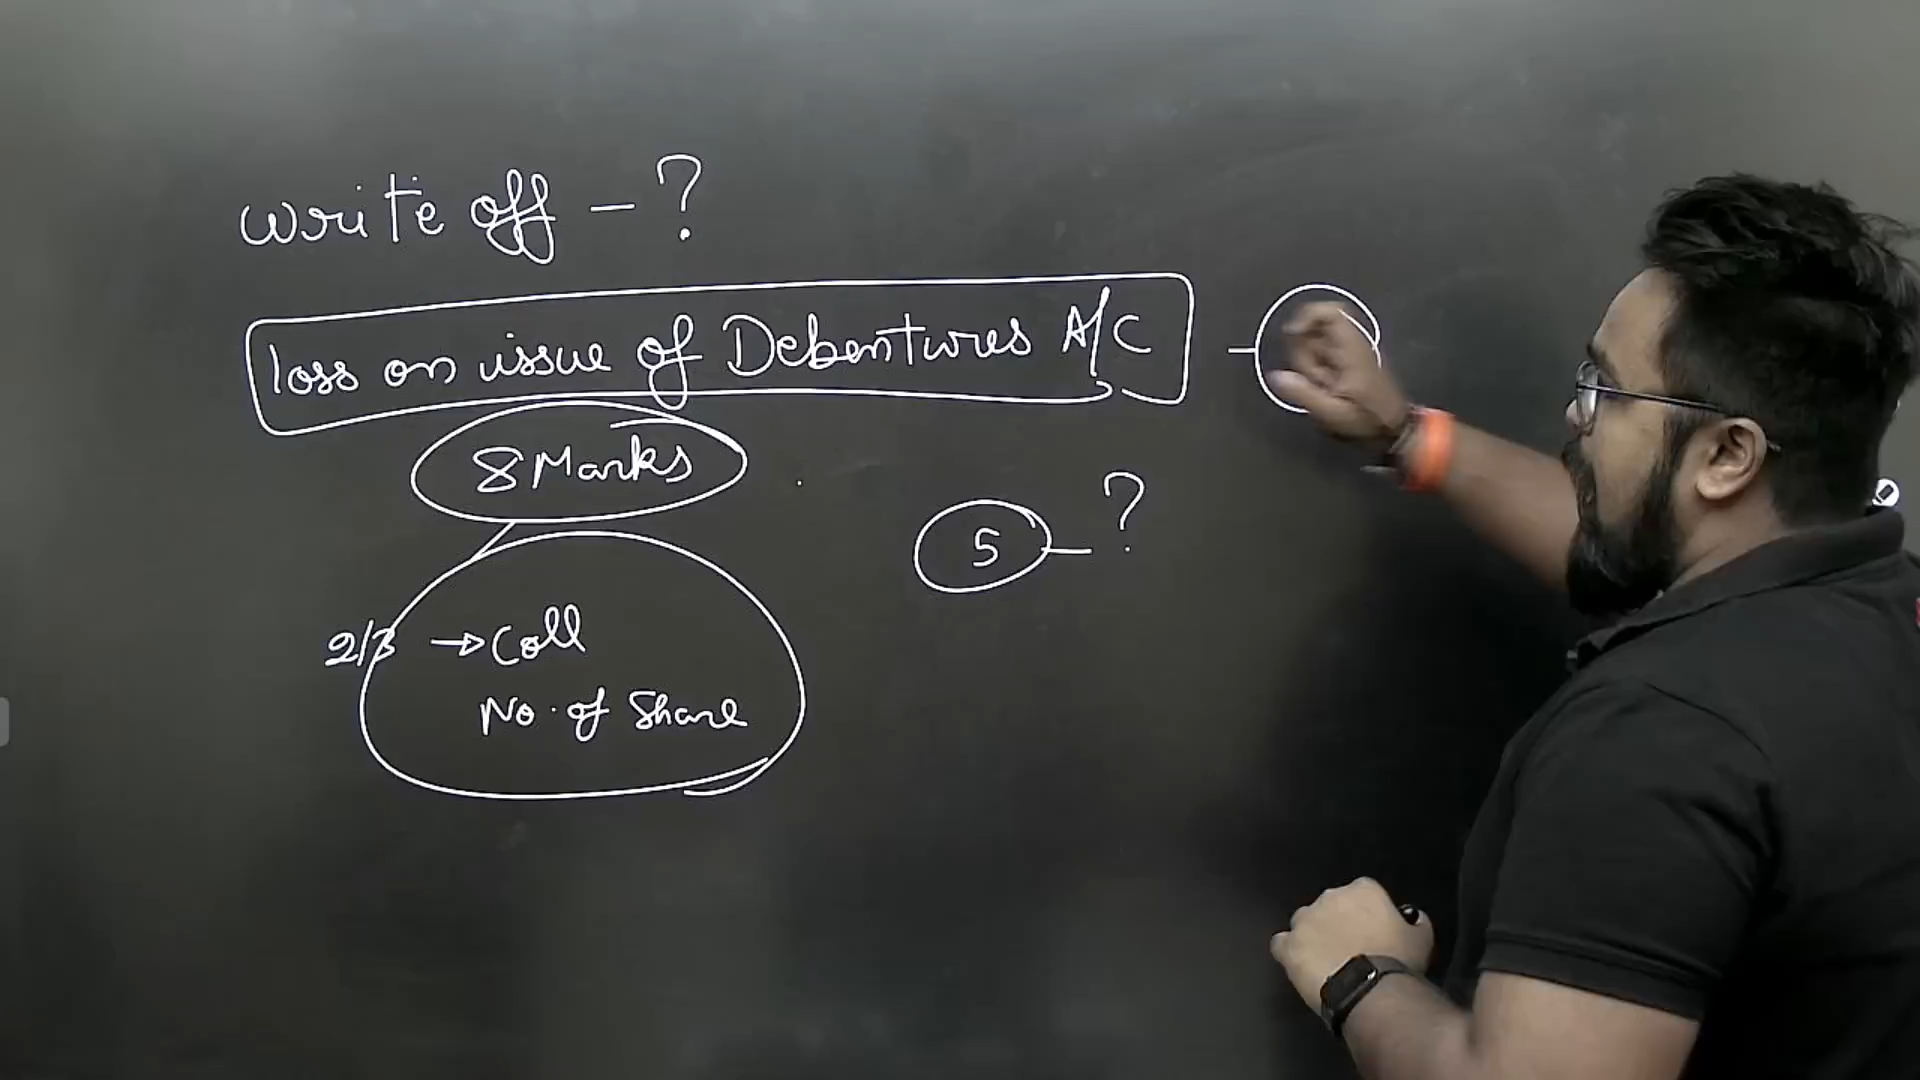 write off - ?
loss on issue of Debentures A/C -
8 Marks
5 - ?
2/3 → Call
No. of Share